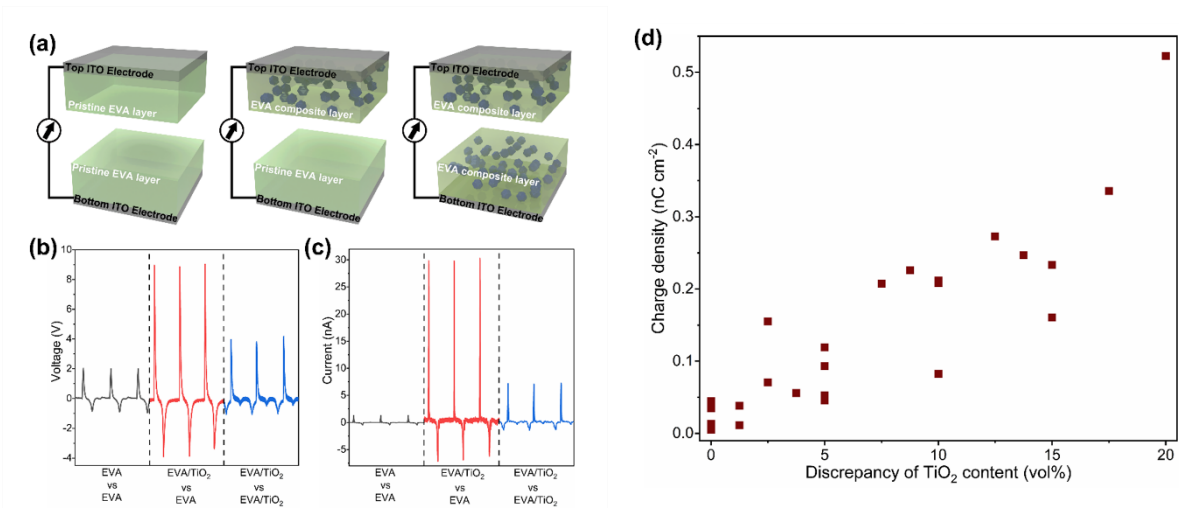 (a)
Top ITO Electrode
Pristine EVA layer
Pristine EVA layer
Bottom ITO Electrode
Top ITO Electrode
EVA composite layer
Pristine EVA layer
Bottom ITO Electrode
Top ITO Electrode
EVA composite layer
EVA composite layer
Bottom ITO Electrode
(b)
Voltage (V)
10
8
6
4
2
0
-2
-4
EVA
vs
EVA
EVA/TiO₂
vs
EVA
EVA/TiO₂
vs
EVA/TiO₂
(c)
Current (nA)
30
25
20
15
10
5
0
-5
EVA
vs
EVA
EVA/TiO₂
vs
EVA
EVA/TiO₂
vs
EVA/TiO₂
(d)
Charge density (nC cm⁻²)
0.5
0.4
0.3
0.2
0.1
0.0
0
5
10
15
20
Discrepancy of TiO₂ content (vol%)